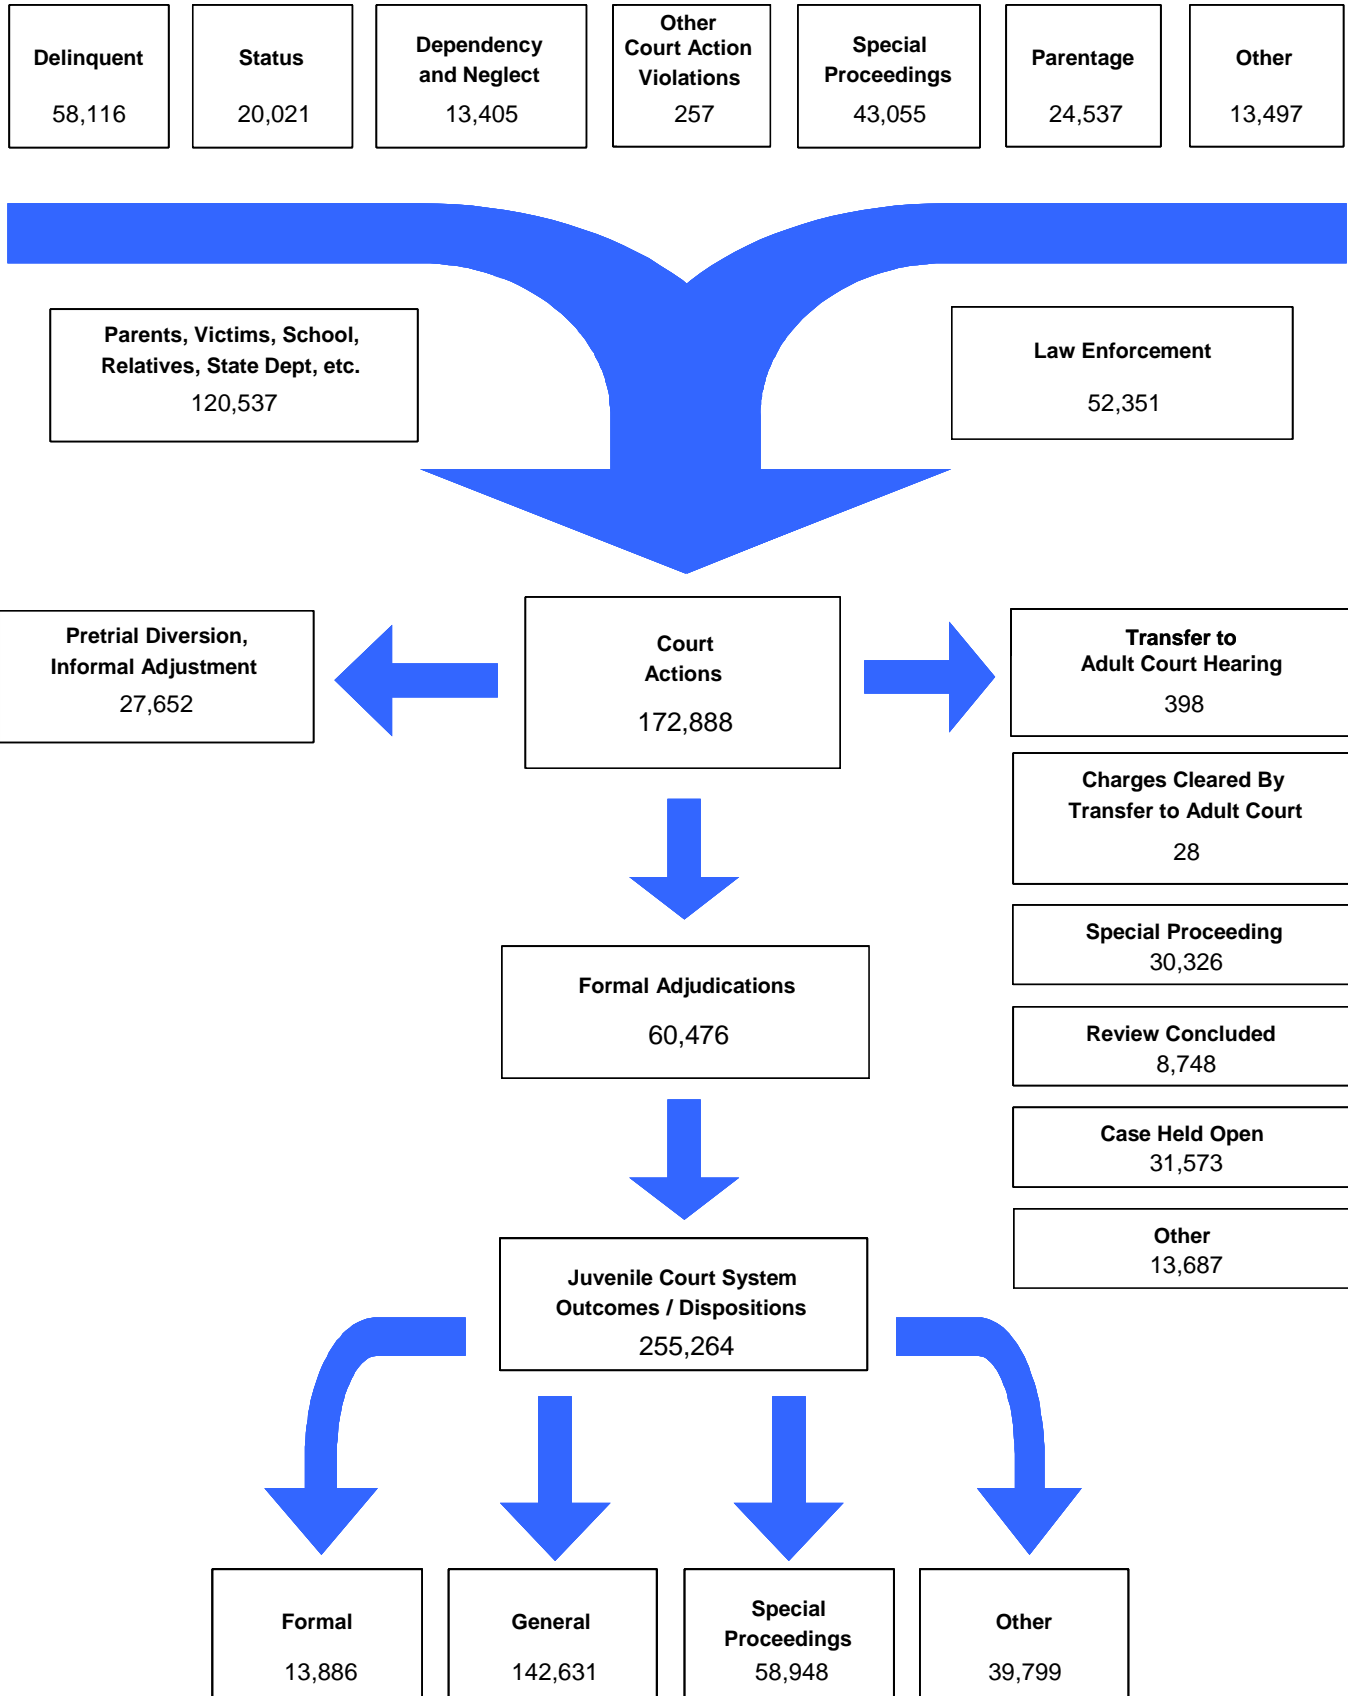 Delinquent
58,116
Status
20,021
Dependency
and Neglect
13,405
Other
Court Action
Violations
257
Special
Proceedings
43,055
Parentage
24,537
Other
13,497
Parents, Victims, School,
Relatives, State Dept, etc.
120,537
Law Enforcement
52,351
Pretrial Diversion,
Informal Adjustment
27,652
Court
Actions
172,888
Transfer to
Adult Court Hearing
398
Charges Cleared By
Transfer to Adult Court
28
Special Proceeding
30,326
Review Concluded
8,748
Case Held Open
31,573
Other
13,687
Formal Adjudications
60,476
Juvenile Court System
Outcomes / Dispositions
255,264
Formal
13,886
General
142,631
Special
Proceedings
58,948
Other
39,799